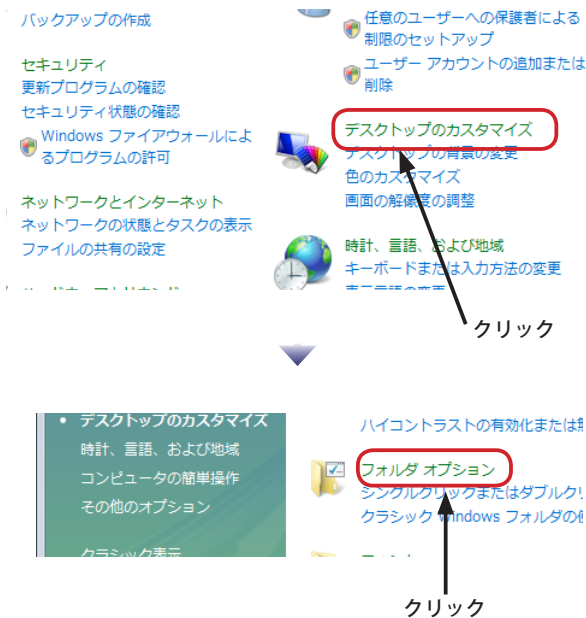 バックアップの作成
セキュリティ
更新プログラムの確認
セキュリティ状態の確認
Windows ファイアウォールによ
るプログラムの許可
ネットワークとインターネット
ネットワークの状態とタスクの表示
ファイルの共有の設定
任意のユーザーへの保護者による
制限のセットアップ
ユーザー アカウントの追加または
削除
デスクトップのカスタマイズ
デスクトップの背景の変更
色のカスタマイズ
画面の解像度の調整
時計、言語、および地域
キーボードまたは入力方法の変更
クリック
デスクトップのカスタマイズ
時計、言語、および地域
コンピュータの簡単操作
その他のオプション
クラシック表示
ハイコントラストの有効化または
フォルダ オプション
シングルクリックまたはダブルクリ
クラシック Windows フォルダの
クリック